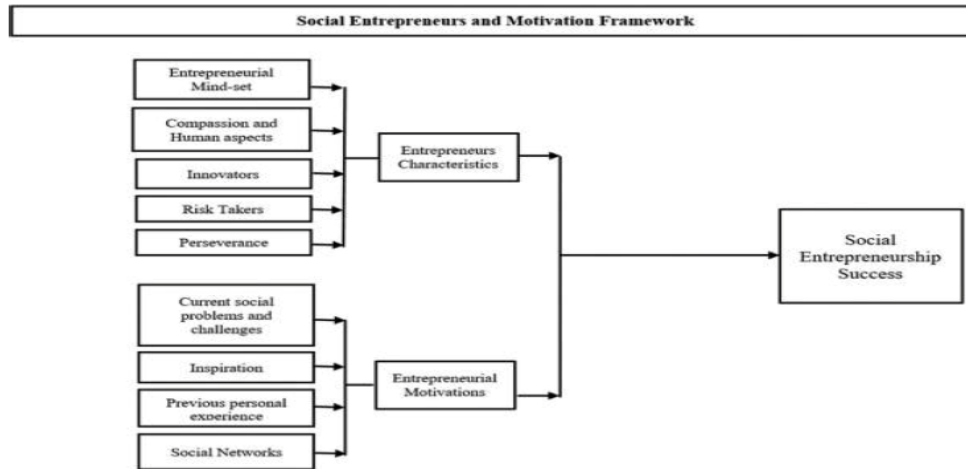 Social Entrepreneurs and Motivation Framework
Entrepreneurial
Mind-set
Compassion and
Human aspects
Innovators
Risk Takers
Perseverance
Entrepreneurs
Characteristics
Current social
problems and
challenges
Inspiration
Previous personal
experience
Social Networks
Entrepreneurial
Motivations
Social
Entrepreneurship
Success